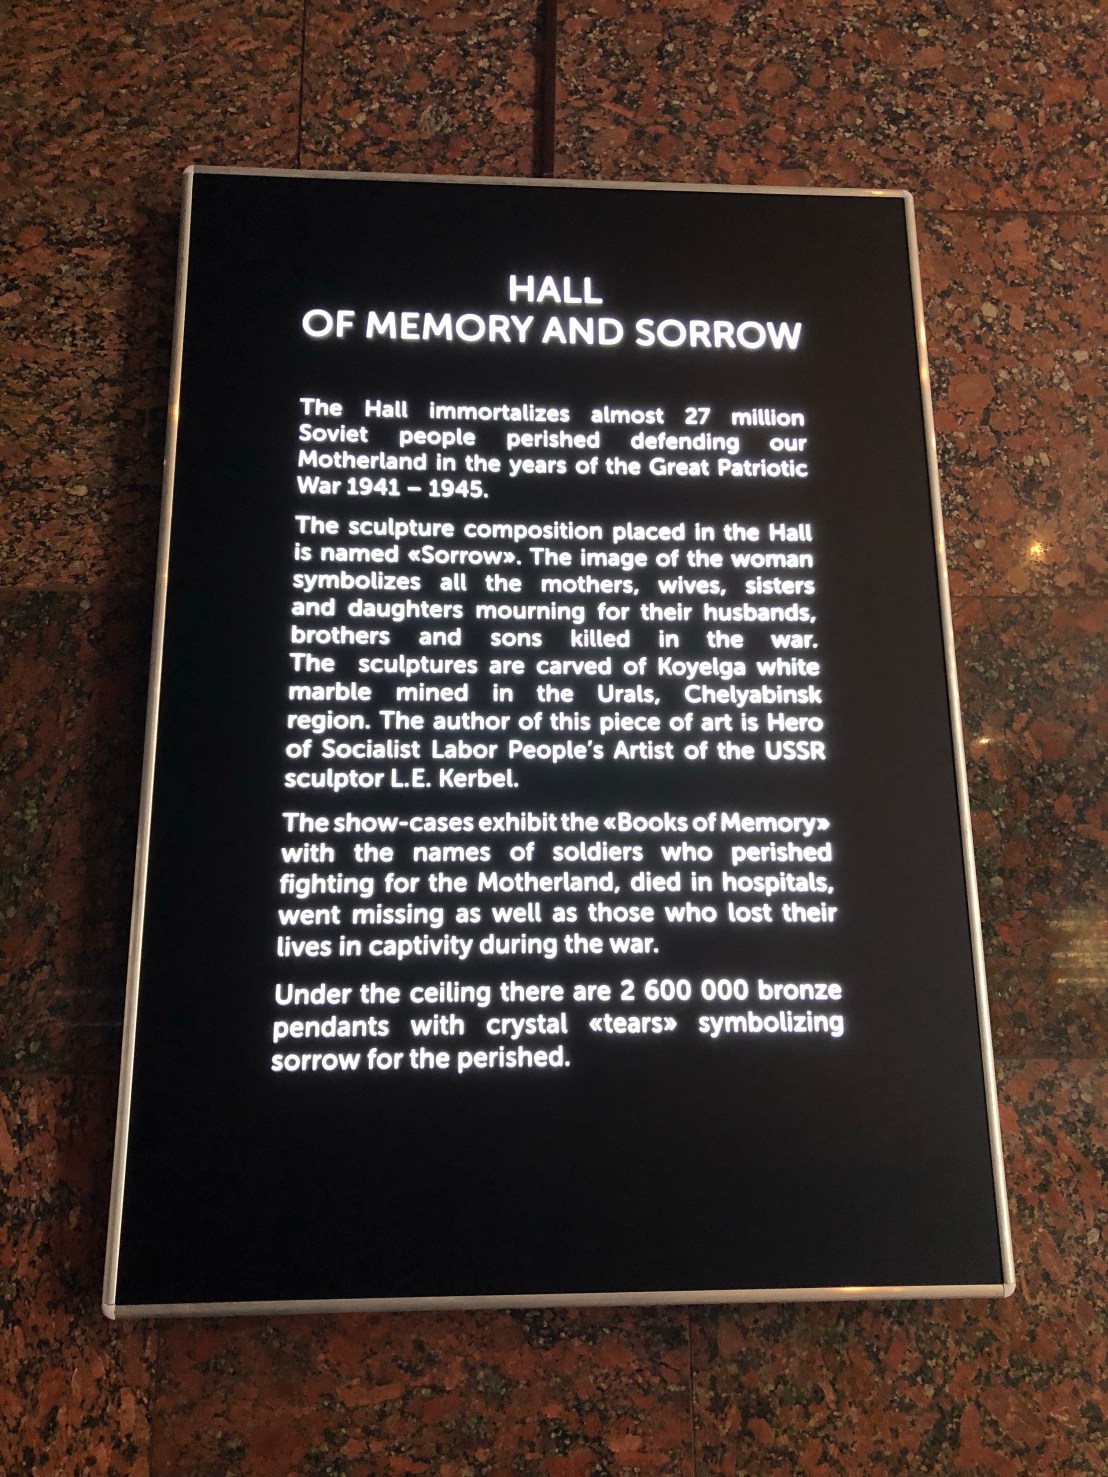 HALL
OF MEMORY AND SORROW
The Hall immortalizes almost 27 million
Soviet people perished defending our
Motherland in the years of the Great Patriotic
War 1941 – 1945.
The sculpture composition placed in the Hall
is named «Sorrow». The image of the woman
symbolizes all the mothers, wives, sisters
and daughters mourning for their husbands,
brothers and sons killed in the war.
The sculptures are carved of Koyelga white
marble mined in the Urals, Chelyabinsk
region. The author of this piece of art is Hero
of Socialist Labor People's Artist of the USSR
sculptor L.E. Kerbel.
The show-cases exhibit the «Books of Memory»
with the names of soldiers who perished
fighting for the Motherland, died in hospitals,
went missing as well as those who lost their
lives in captivity during the war.
Under the ceiling there are 2 600 000 bronze
pendants with crystal «tears» symbolizing
sorrow for the perished.